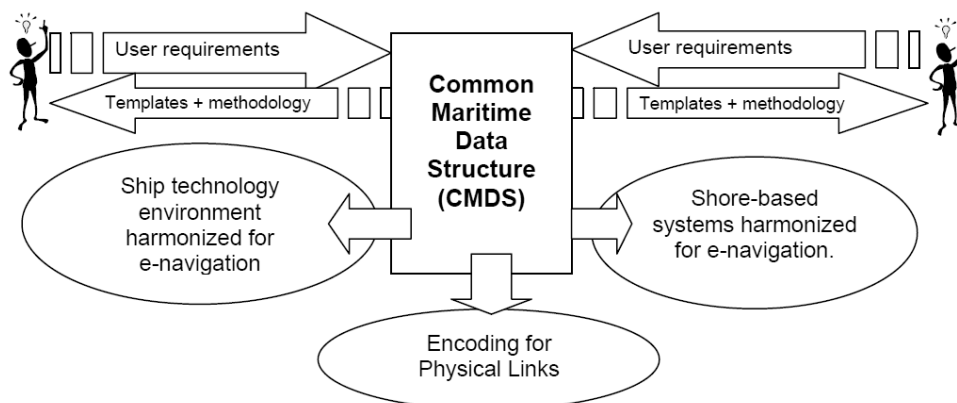 User requirements
User requirements
Templates + methodology
Templates + methodology
Common
Maritime
Data
Structure
(CMDS)
Ship technology
environment
harmonized for
e-navigation
Shore-based
systems harmonized
for e-navigation.
Encoding for
Physical Links